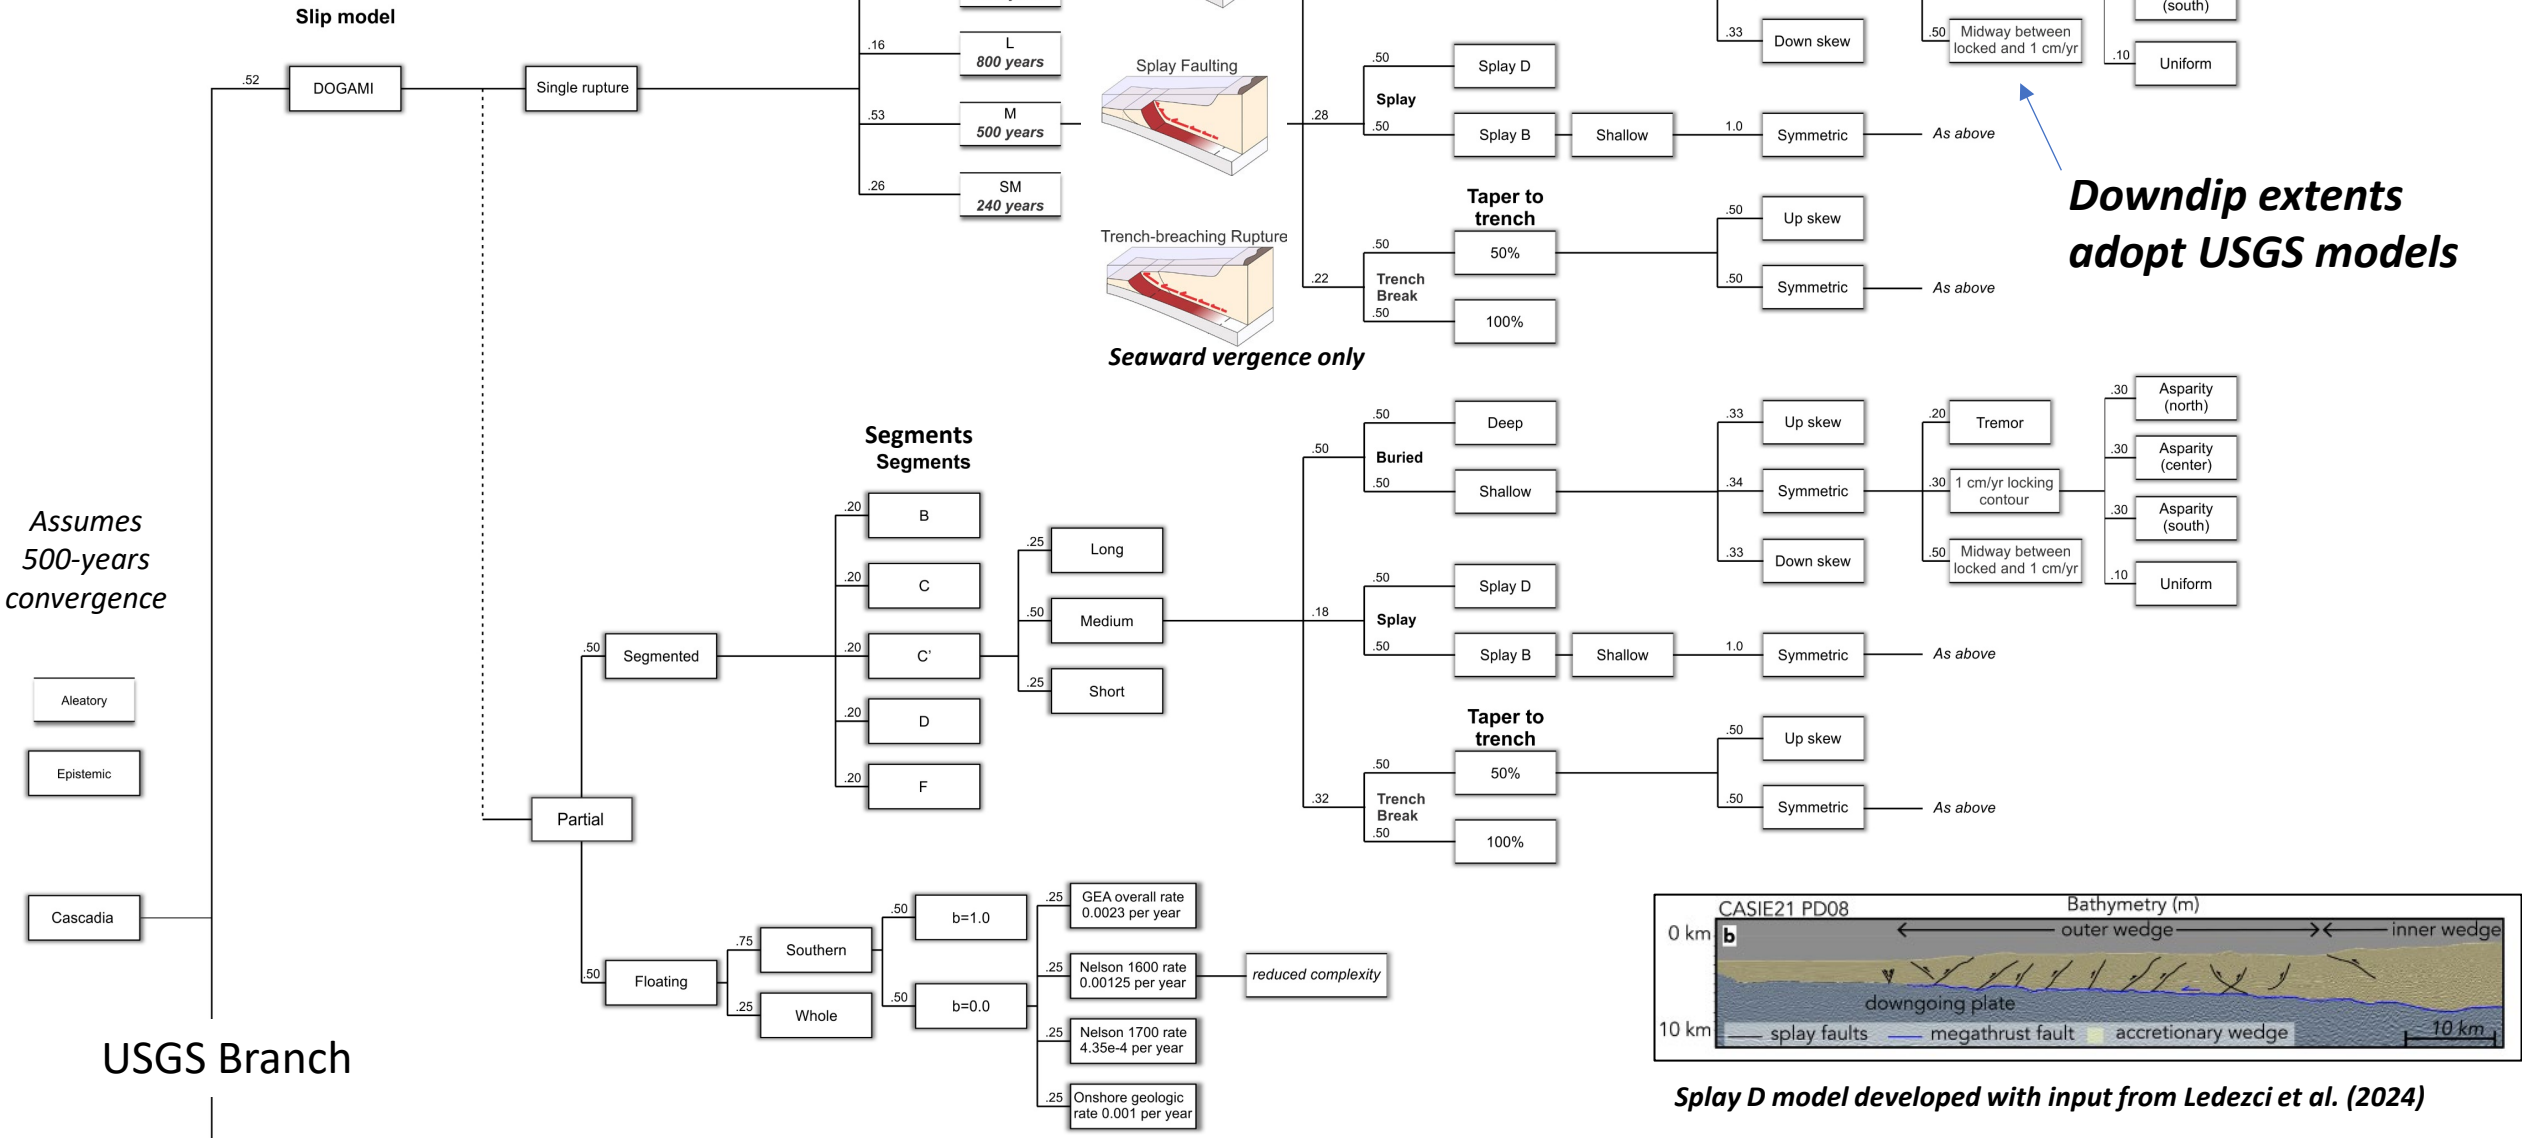 Slip model
.52
DOGAMI
Single rupture
.16
L
800 years
.53
M
500 years
.26
SM
240 years
Splay Faulting
Trench-breaching Rupture
Seaward vergence only
.28
.50
Splay D
Splay
.50
Splay B
Shallow
1.0
Symmetric
As above
.22
Taper to
trench
.50
50%
Trench
Break
.50
100%
.50
Up skew
.50
Symmetric
As above
.33
Down skew
.50
Midway between
locked and 1 cm/yr
(south)
.10
Uniform
Downdip extents
adopt USGS models
Assumes
500-years
convergence
Aleatory
Epistemic
Cascadia
USGS Branch
Partial
.50
Segmented
Segments
Segments
.20
B
.20
C
.20
C'
.20
D
.20
F
.25
Long
.50
Medium
.25
Short
.50
Buried
.50
Deep
.50
Shallow
.33
Up skew
.34
Symmetric
.33
Down skew
.20
Tremor
.30
1 cm/yr locking
contour
.50
Midway between
locked and 1 cm/yr
.30
Asparity
(north)
.30
Asparity
(center)
.30
Asparity
(south)
.10
Uniform
.18
.50
Splay D
Splay
.50
Splay B
Shallow
1.0
Symmetric
As above
.32
Taper to
trench
.50
50%
Trench
Break
.50
100%
.50
Up skew
.50
Symmetric
As above
.50
Floating
.75
Southern
.25
Whole
.50
b=1.0
.50
b=0.0
.25
GEA overall rate
0.0023 per year
.25
Nelson 1600 rate
0.00125 per year
reduced complexity
.25
Nelson 1700 rate
4.35e-4 per year
.25
Onshore geologic
rate 0.001 per year
CASIE21 PD08
Bathymetry (m)
0 km
b
outer wedge
inner wedge
downgoing plate
10 km
splay faults
megathrust fault
accretionary wedge
10 km
Splay D model developed with input from Ledezci et al. (2024)